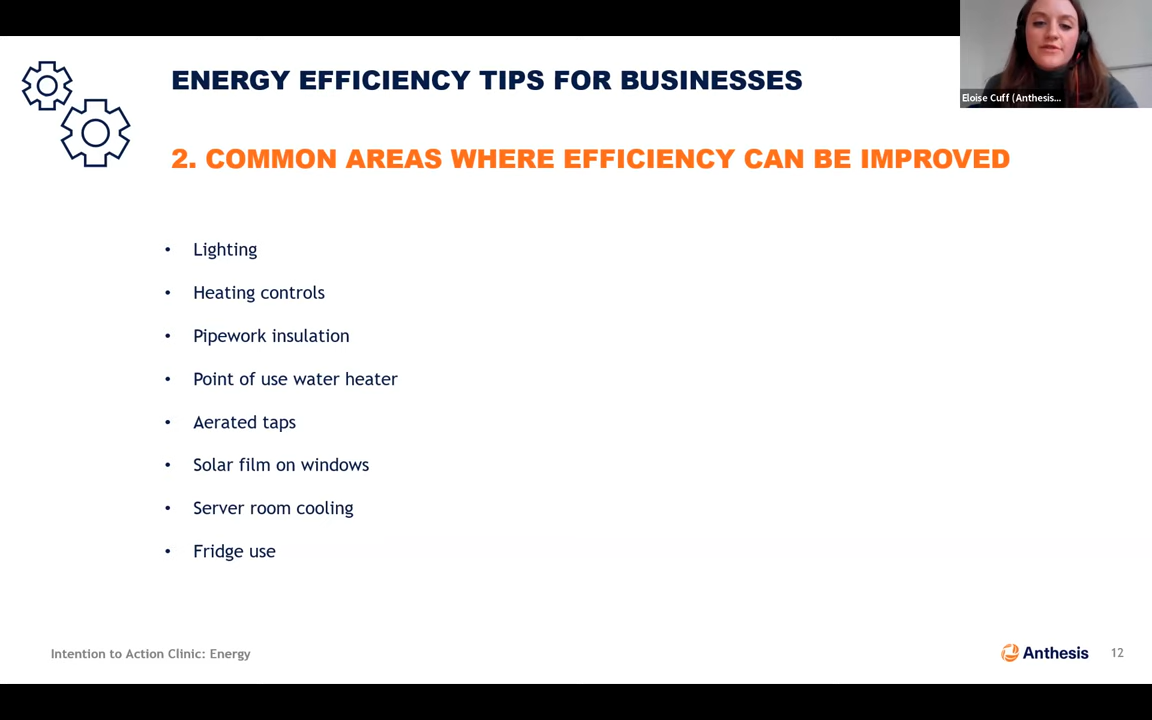 ENERGY EFFICIENCY TIPS FOR BUSINESSES
Eloise Cuff (Anthesis...
2. COMMON AREAS WHERE EFFICIENCY CAN BE IMPROVED
• Lighting
• Heating controls
• Pipework insulation
• Point of use water heater
• Aerated taps
• Solar film on windows
• Server room cooling
• Fridge use
Intention to Action Clinic: Energy
Anthesis
12